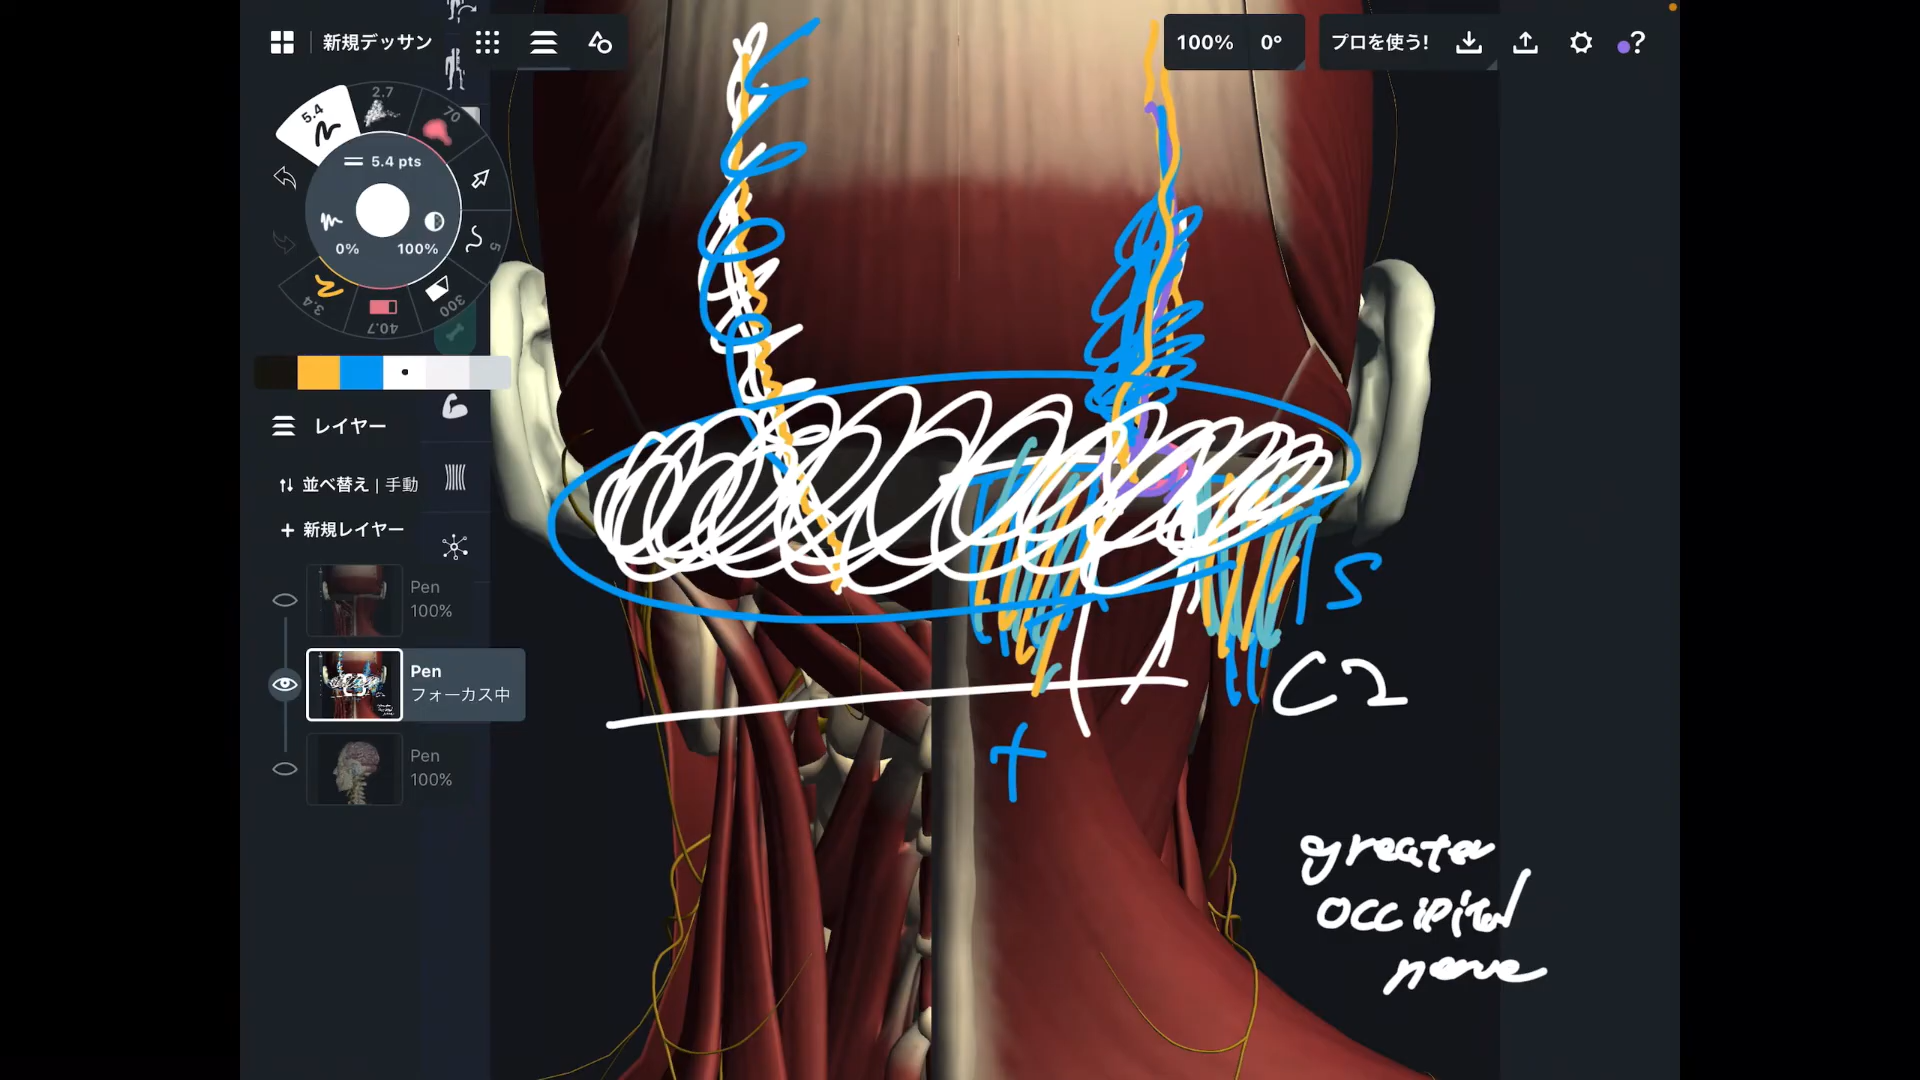 新規デッサン
100% 0°
プロを使う!
?
2.7
5.4
70
5.4 pts
0% 100%
5
3.4
40.7
300
レイヤー
並べ替え | 手動
+ 新規レイヤー
Pen
100%
Pen
フォーカス中
Pen
100%
S
C2
t
greater
occipital
nerve